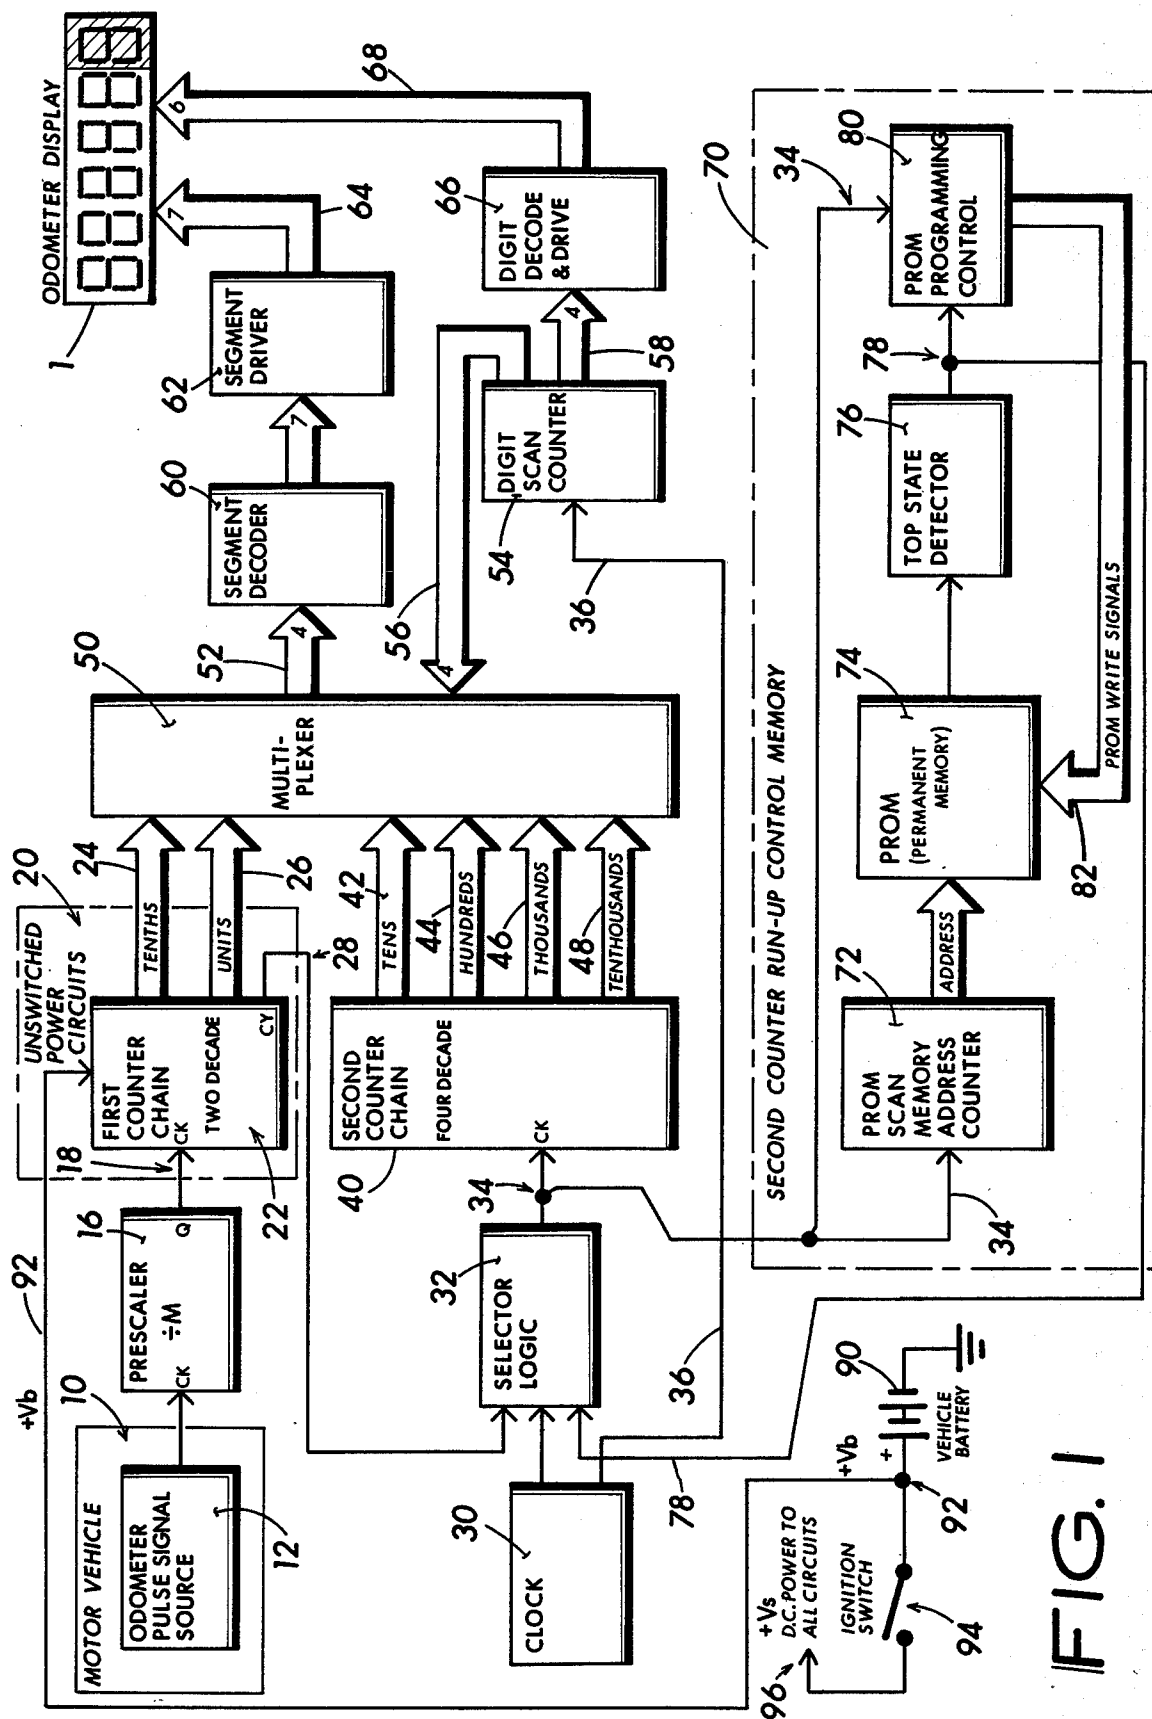 ODOMETER DISPLAY
1
MOTOR VEHICLE
10
ODOMETER
PULSE SIGNAL
SOURCE
12
+Vb
92
PRESCALER
÷M
CK
Q
16
18
UNSWITCHED
POWER
CIRCUITS
20
FIRST
COUNTER
CHAIN
CK
TWO DECADE
CY
22
24
TENTHS
UNITS
26
28
SECOND
COUNTER
CHAIN
FOUR DECADE
CK
40
42
TENS
44
HUNDREDS
46
THOUSANDS
48
TENTHOUSANDS
50
MULTI-
PLEXER
52
4
60
SEGMENT
DECODER
7
62
SEGMENT
DRIVER
64
7
6
68
66
DIGIT
DECODE
& DRIVE
4
58
DIGIT
SCAN
COUNTER
54
56
4
36
CLOCK
30
SELECTOR
LOGIC
32
34
36
78
SECOND COUNTER RUN-UP CONTROL MEMORY
70
34
PROM
SCAN
MEMORY
ADDRESS
COUNTER
72
ADDRESS
PROM
(PERMANENT
MEMORY)
74
82
PROM WRITE SIGNALS
TOP STATE
DETECTOR
76
78
PROM
PROGRAMMING
CONTROL
80
34
+Vs
D.C. POWER TO
ALL CIRCUITS
96
IGNITION
SWITCH
94
+Vb
92
+
90
VEHICLE
BATTERY
FIG. 1